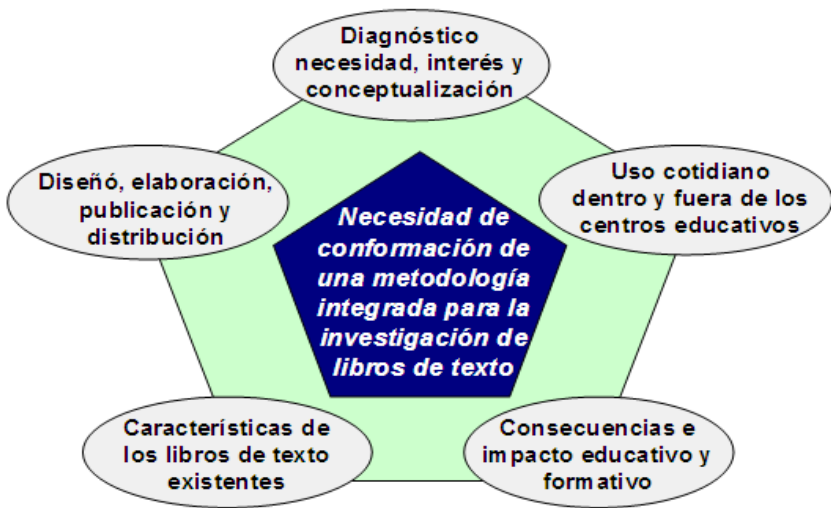 Diagnóstico
necesidad, interés y
conceptualización
Diseñó, elaboración,
publicación y
distribución
Uso cotidiano
dentro y fuera de los
centros educativos
Necesidad de
conformación de
una metodología
integrada para la
investigación de
libros de texto
Características de
los libros de texto
existentes
Consecuencias e
impacto educativo y
formativo